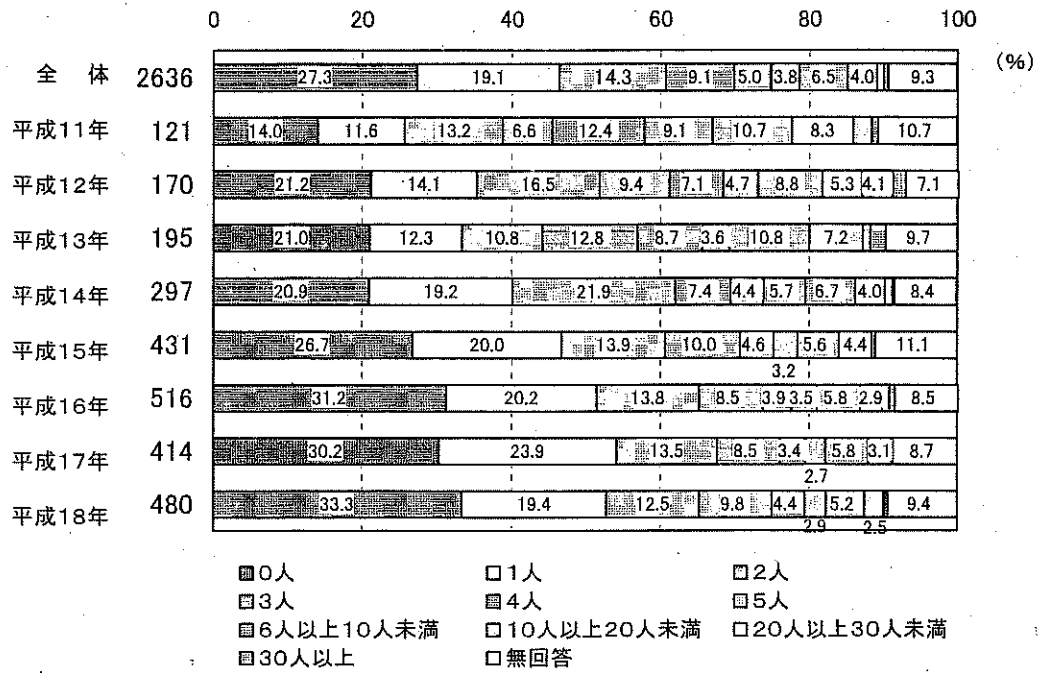 0 20 40 60 80 100
(%)
全 体 2636 27.3 19.1 14.3 9.1 5.0 3.8 6.5 4.0 9.3
平成11年 121 14.0 11.6 13.2 6.6 12.4 9.1 10.7 8.3 10.7
平成12年 170 21.2 14.1 16.5 9.4 7.1 4.7 8.8 5.3 4.1 7.1
平成13年 195 21.0 12.3 10.8 12.8 8.7 3.6 10.8 7.2 9.7
平成14年 297 20.9 19.2 21.9 7.4 4.4 5.7 6.7 4.0 8.4
平成15年 431 26.7 20.0 13.9 10.0 4.6 5.6 4.4 11.1
3.2
平成16年 516 31.2 20.2 13.8 8.5 3.9 3.5 5.8 2.9 8.5
平成17年 414 30.2 23.9 13.5 8.5 3.4 5.8 3.1 8.7
2.7
平成18年 480 33.3 19.4 12.5 9.8 4.4 5.2 9.4
2.9 2.5
0人 1人 2人
3人 4人 5人
6人以上10人未満 10人以上20人未満 20人以上30人未満
30人以上 無回答